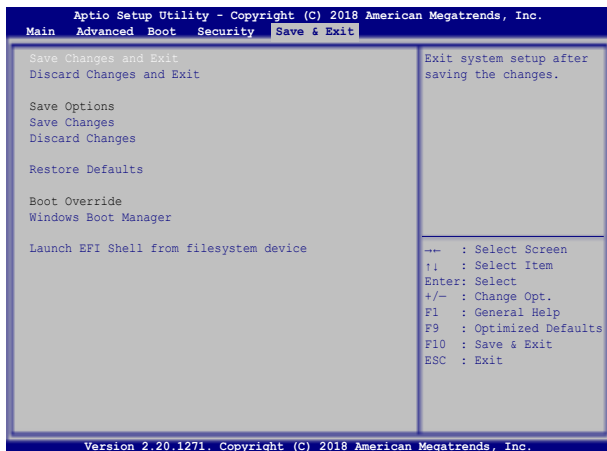 Aptio Setup Utility - Copyright (C) 2018 American Megatrends, Inc.
Main Advanced Boot Security Save & Exit
Save Changes and Exit
Discard Changes and Exit
Save Options
Save Changes
Discard Changes
Restore Defaults
Boot Override
Windows Boot Manager
Launch EFI Shell from filesystem device
Exit system setup after
saving the changes.
→← : Select Screen
↑↓ : Select Item
Enter: Select
+/— : Change Opt.
F1 : General Help
F9 : Optimized Defaults
F10 : Save & Exit
ESC : Exit
Version 2.20.1271. Copyright (C) 2018 American Megatrends, Inc.